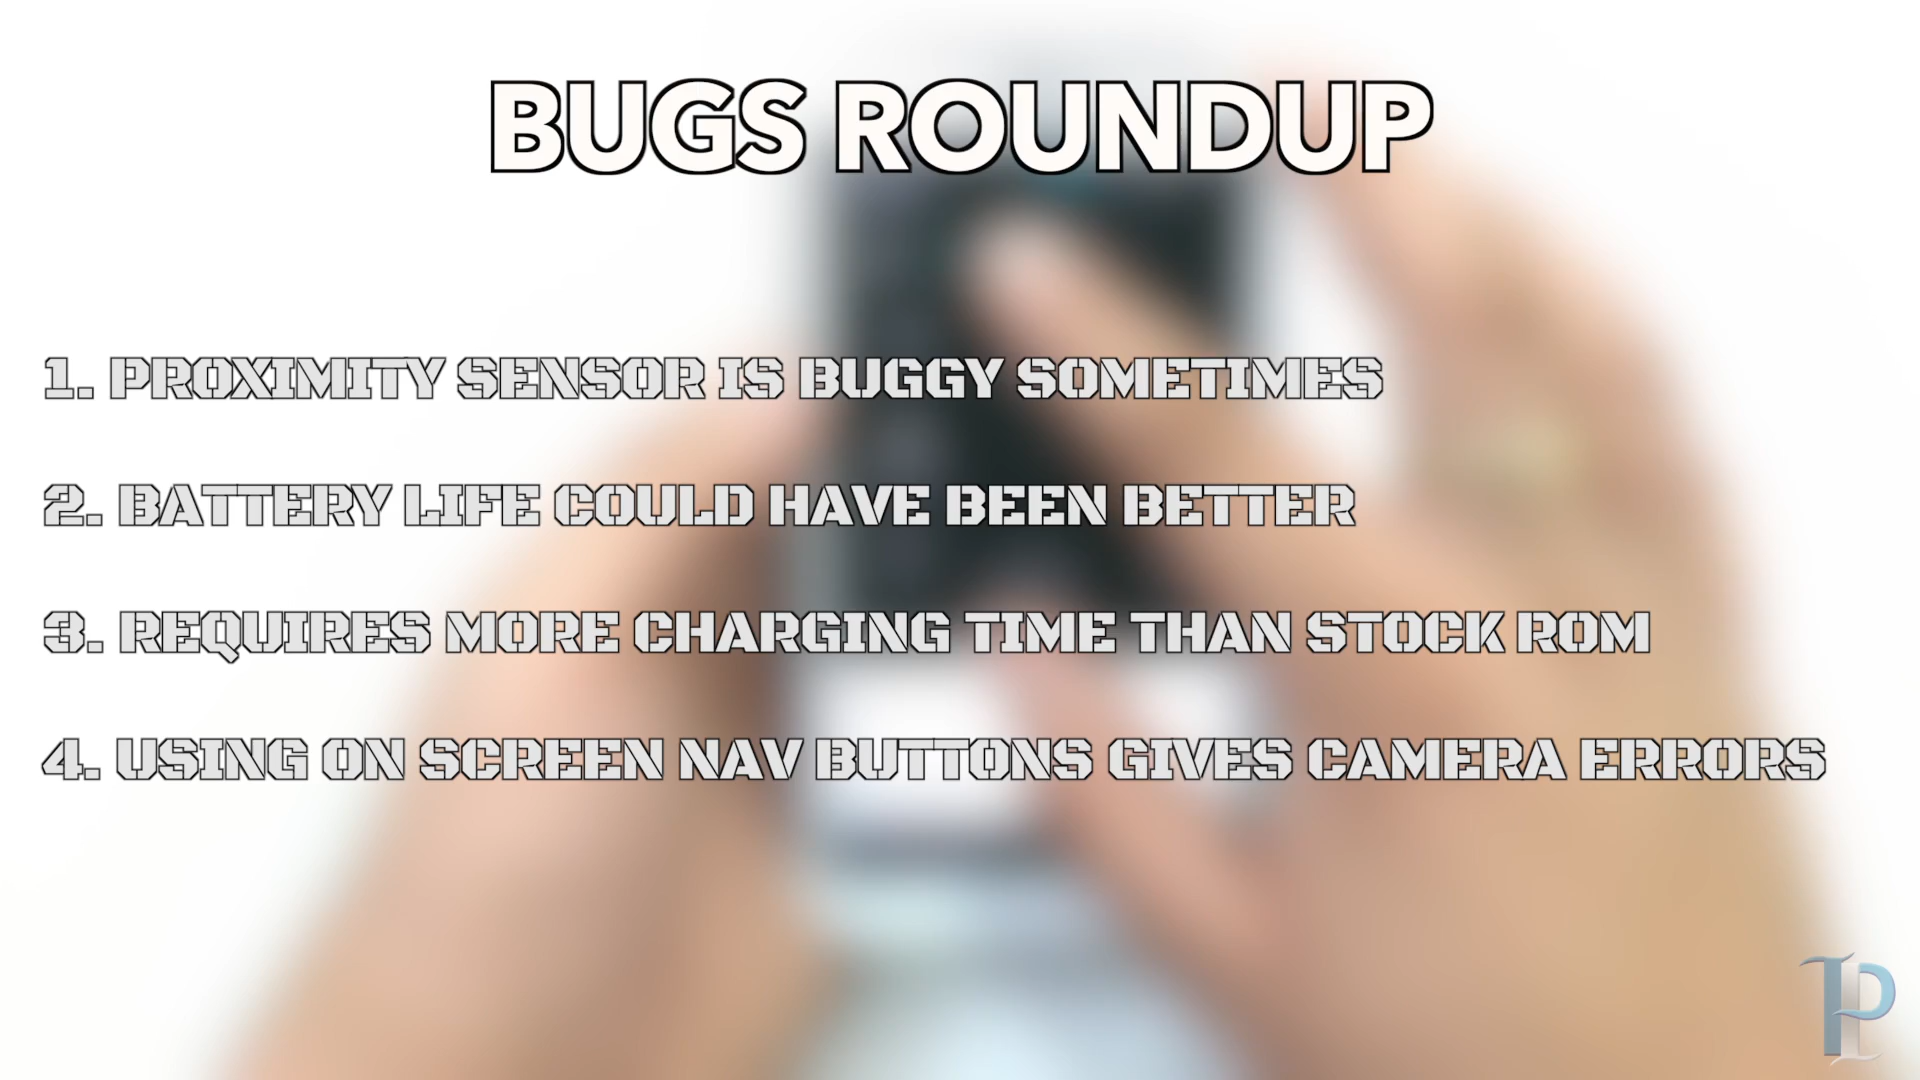 BUGS ROUNDUP
1. PROXIMITY SENSOR IS BUGGY SOMETIMES
2. BATTERY LIFE COULD HAVE BEEN BETTER
3. REQUIRES MORE CHARGING TIME THAN STOCK ROM
4. USING ON SCREEN NAV BUTTONS GIVES CAMERA ERRORS